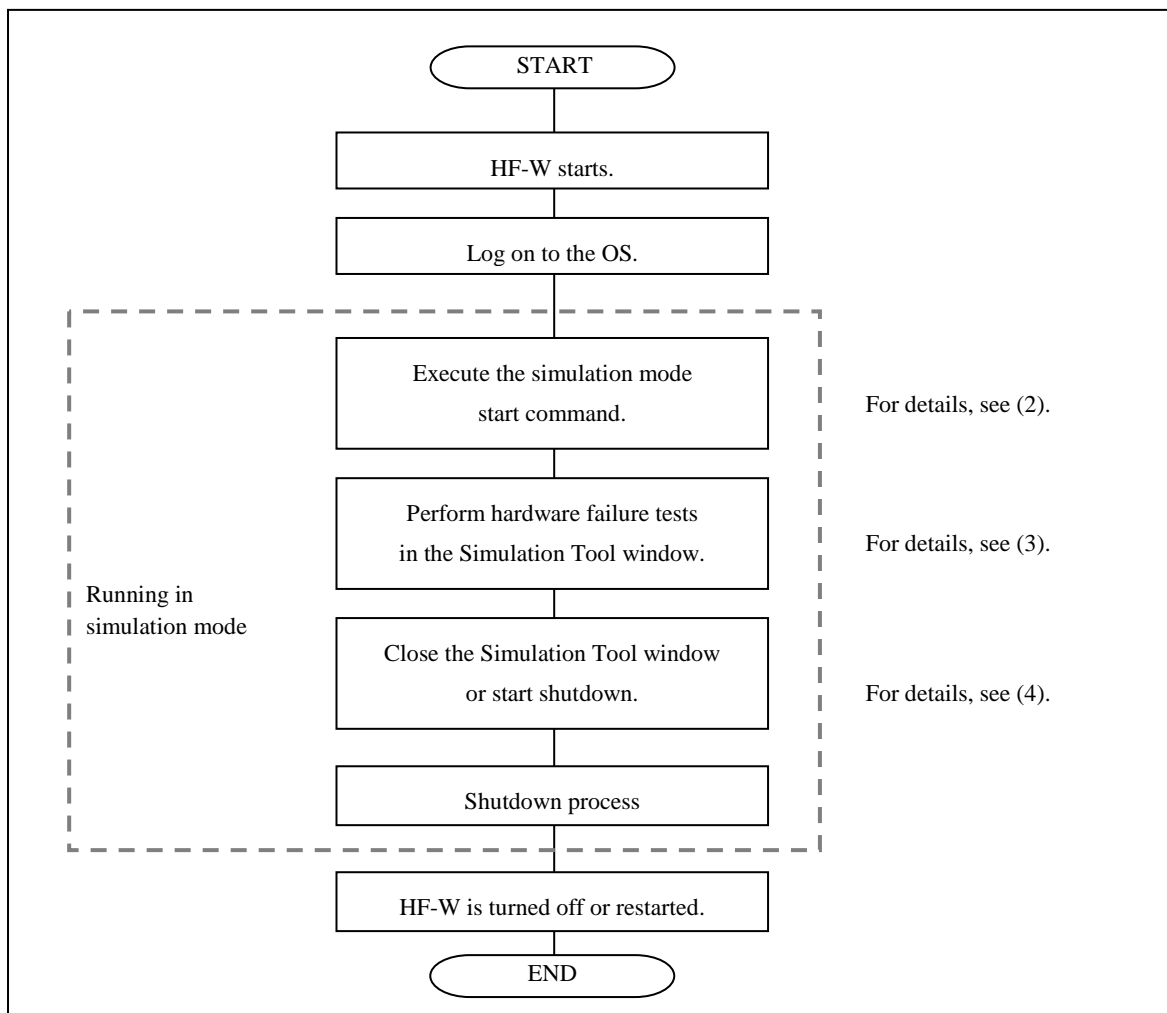 START
HF-W starts.
Log on to the OS.
Execute the simulation mode
start command.
For details, see (2).
Perform hardware failure tests
in the Simulation Tool window.
For details, see (3).
Running in
simulation mode
Close the Simulation Tool window
or start shutdown.
For details, see (4).
Shutdown process
HF-W is turned off or restarted.
END